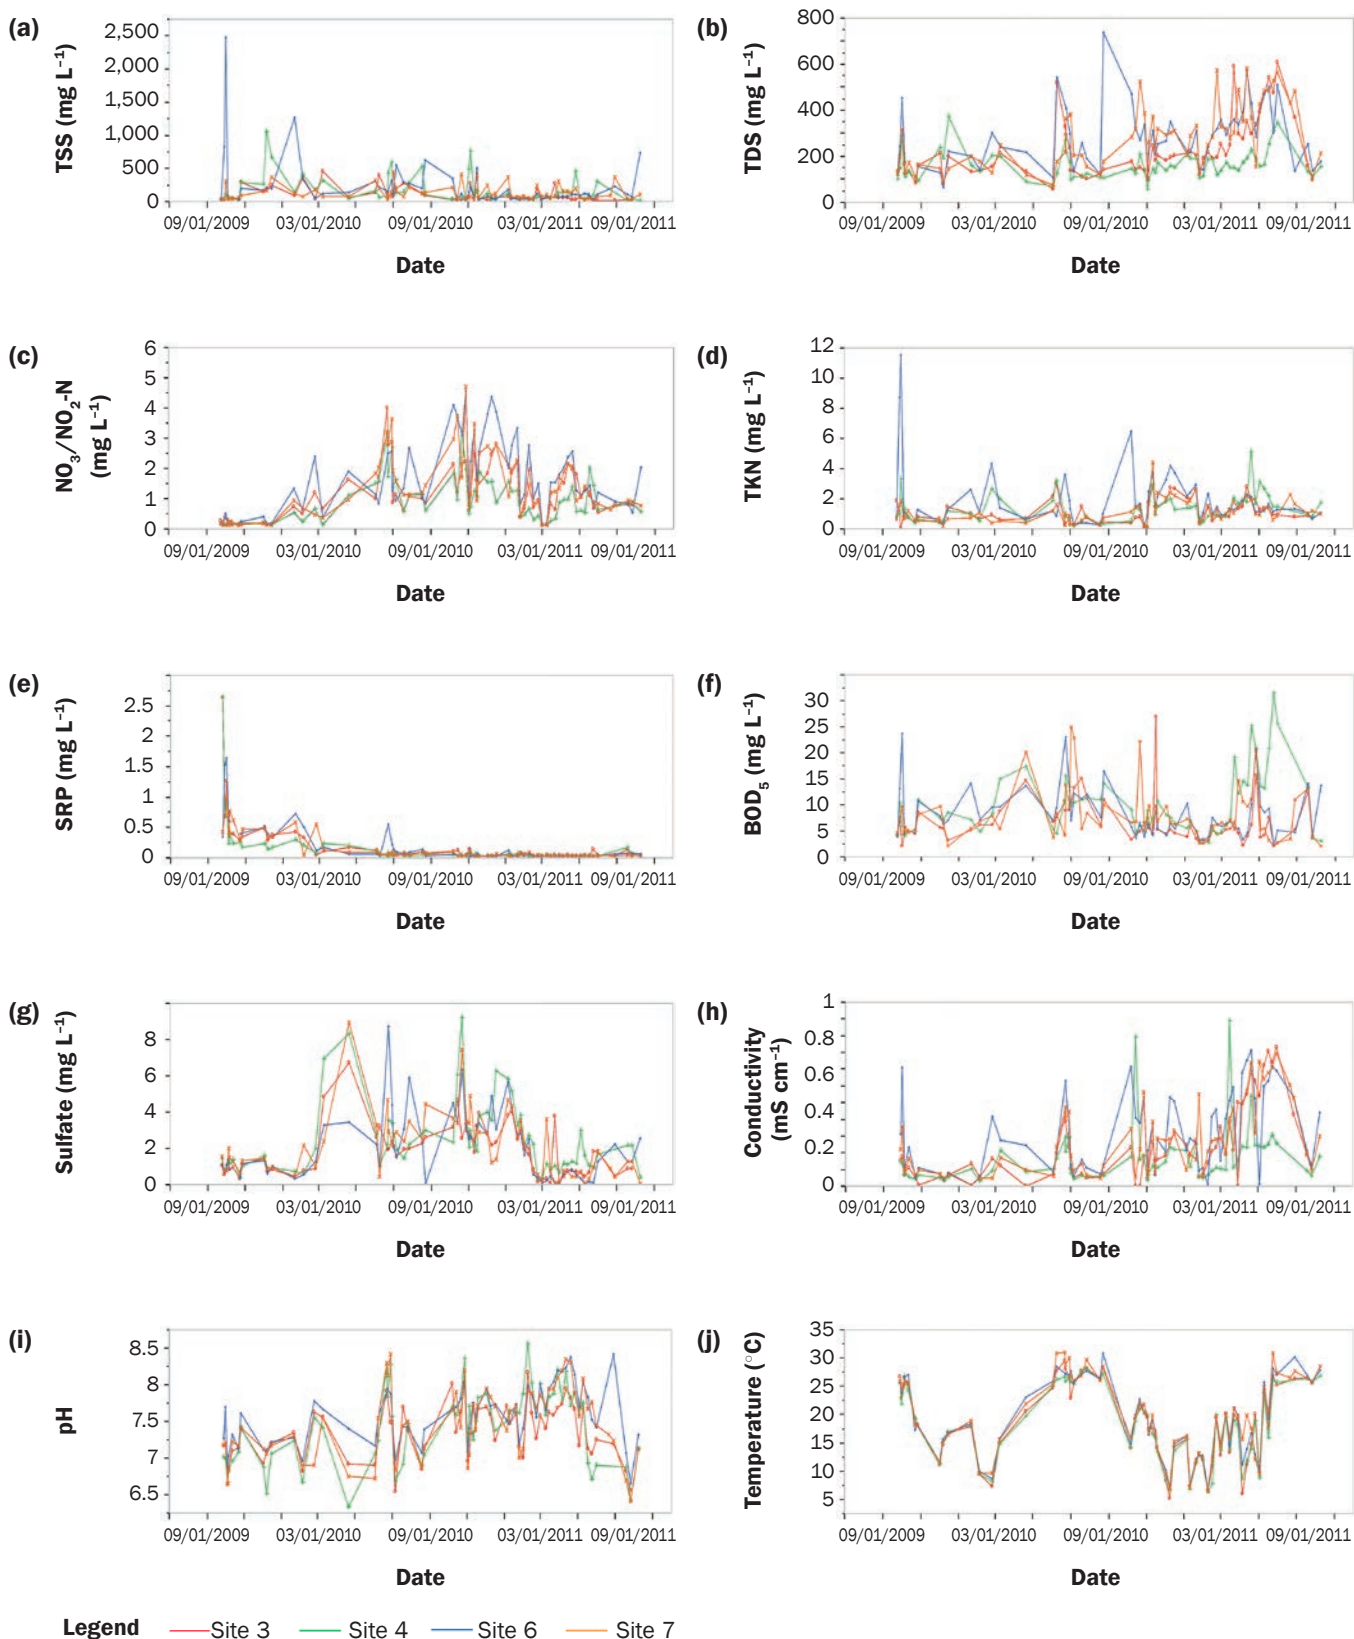 (a)
TSS (mg L⁻¹)
2,500
2,000
1,500
1,000
500
0
09/01/2009 03/01/2010 09/01/2010 03/01/2011 09/01/2011
Date
(b)
TDS (mg L⁻¹)
800
600
400
200
0
09/01/2009 03/01/2010 09/01/2010 03/01/2011 09/01/2011
Date
(c)
NO₃/NO₂-N
(mg L⁻¹)
6
5
4
3
2
1
0
09/01/2009 03/01/2010 09/01/2010 03/01/2011 09/01/2011
Date
(d)
TKN (mg L⁻¹)
12
10
8
6
4
2
0
09/01/2009 03/01/2010 09/01/2010 03/01/2011 09/01/2011
Date
(e)
SRP (mg L⁻¹)
2.5
2
1.5
1
0.5
0
09/01/2009 03/01/2010 09/01/2010 03/01/2011 09/01/2011
Date
(f)
BOD₅ (mg L⁻¹)
30
25
20
15
10
5
0
09/01/2009 03/01/2010 09/01/2010 03/01/2011 09/01/2011
Date
(g)
Sulfate (mg L⁻¹)
8
6
4
2
0
09/01/2009 03/01/2010 09/01/2010 03/01/2011 09/01/2011
Date
(h)
Conductivity
(mS cm⁻¹)
1
0.8
0.6
0.4
0.2
0
09/01/2009 03/01/2010 09/01/2010 03/01/2011 09/01/2011
Date
(i)
pH
8.5
8
7.5
7
6.5
09/01/2009 03/01/2010 09/01/2010 03/01/2011 09/01/2011
Date
(j)
Temperature (°C)
35
30
25
20
15
10
5
09/01/2009 03/01/2010 09/01/2010 03/01/2011 09/01/2011
Date
Legend Site 3 Site 4 Site 6 Site 7